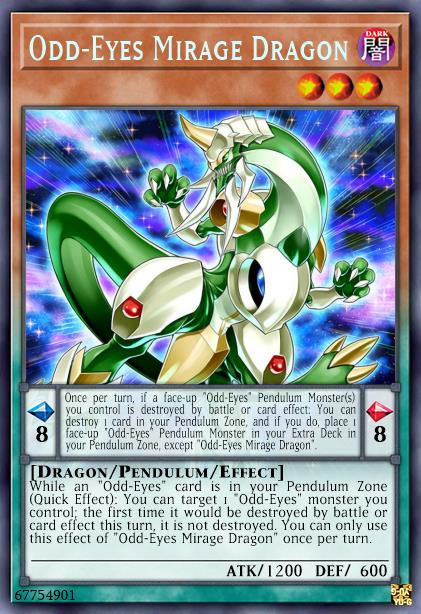 Odd-Eyes Mirage Dragon
DARK
闇
Once per turn, if a face-up "Odd-Eyes" Pendulum Monster(s)
you control is destroyed by battle or card effect: You can
destroy 1 card in your Pendulum Zone, and if you do, place 1
face-up "Odd-Eyes" Pendulum Monster in your Extra Deck in
your Pendulum Zone, except "Odd-Eyes Mirage Dragon".
8
8
[Dragon/Pendulum/Effect]
While an "Odd-Eyes" card is in your Pendulum Zone
(Quick Effect): You can target 1 "Odd-Eyes" monster you
control; the first time it would be destroyed by battle or
card effect this turn, it is not destroyed. You can only use
this effect of "Odd-Eyes Mirage Dragon" once per turn.
ATK/1200 DEF/ 600
67754901